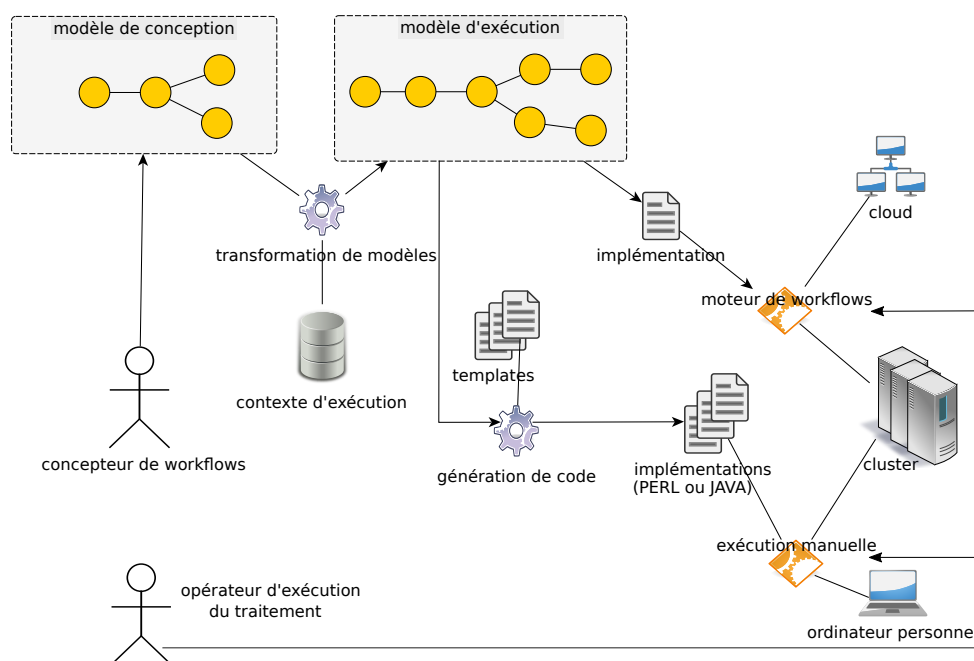 modèle de conception
modèle d'exécution
cloud
transformation de modèles
implémentation
moteur de workflows
templates
contexte d'exécution
concepteur de workflows
génération de code
implémentations
(PERL ou JAVA)
cluster
exécution manuelle
opérateur d'exécution
du traitement
ordinateur personne